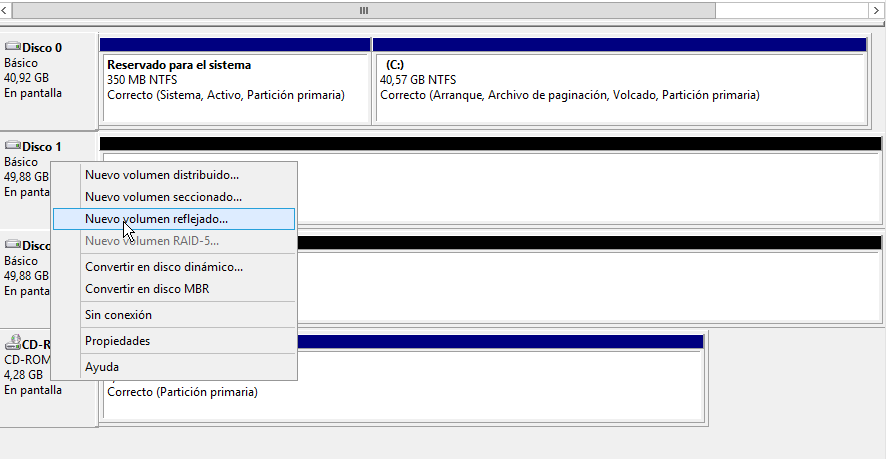 Disco 0
Básico
40,92 GB
En pantalla
Reservado para el sistema
350 MB NTFS
Correcto (Sistema, Activo, Partición primaria)
(C:)
40,57 GB NTFS
Correcto (Arranque, Archivo de paginación, Volcado, Partición primaria)
Disco 1
Básico
49,88 GB
En panta
Nuevo volumen distribuido...
Nuevo volumen seccionado...
Nuevo volumen reflejado...
Nuevo volumen RAID-5...
Convertir en disco dinámico...
Convertir en disco MBR
Sin conexión
Propiedades
Ayuda
Disco
Básico
49,88 GB
En panta
CD-R
CD-ROM
4,28 GB
En pantalla
Correcto (Partición primaria)